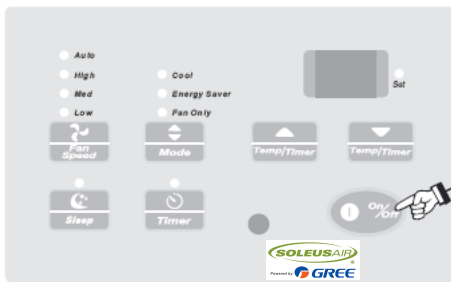 Auto
High
Med
Low
Cool
Energy Saver
Fan Only
Set
Fan
Speed
Mode
Temp/Timer
Temp/Timer
Sleep
Timer
On/Off
SOLEUSAIR®
Powered by GREE